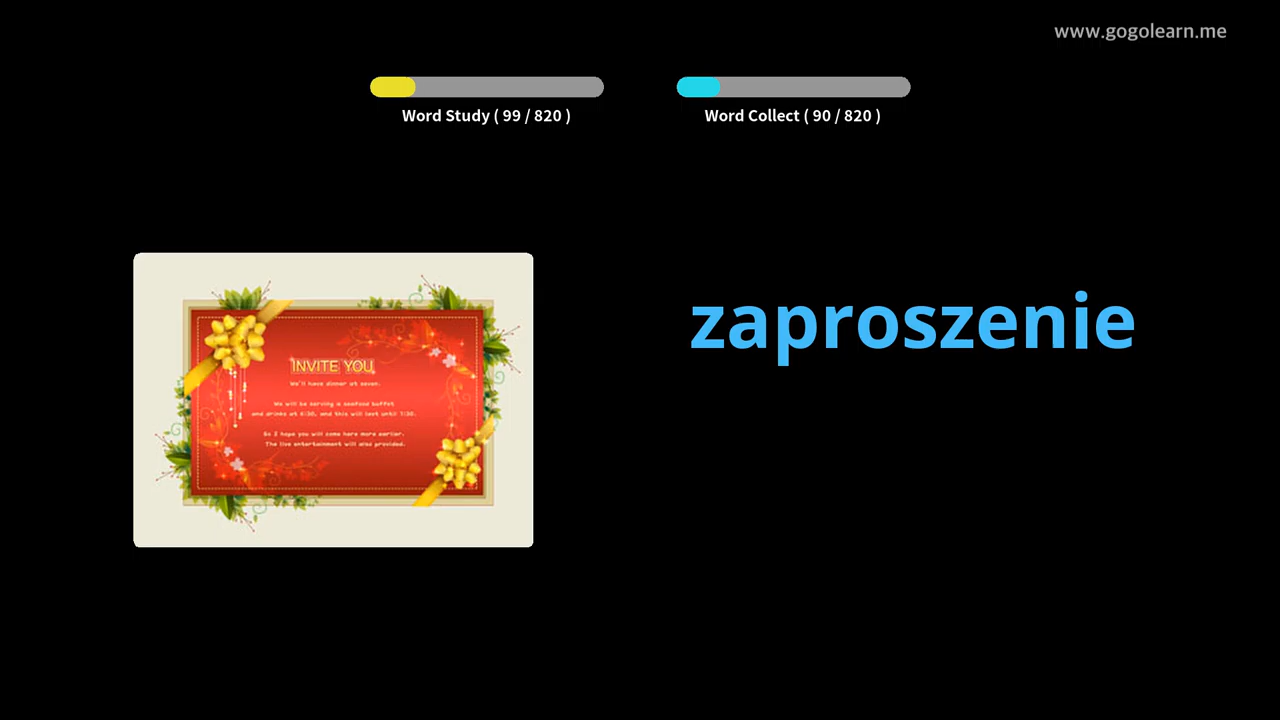 www.gogolearn.me
Word Study ( 99 / 820 )
Word Collect ( 90 / 820 )
zaproszenie
INVITE YOU
We'll have dinner at seven.
We will be serving a seafood buffet
and drinks at 6:30, and this will last until 7:30.
So I hope you will come here more earlier.
The live entertainment will also provided.